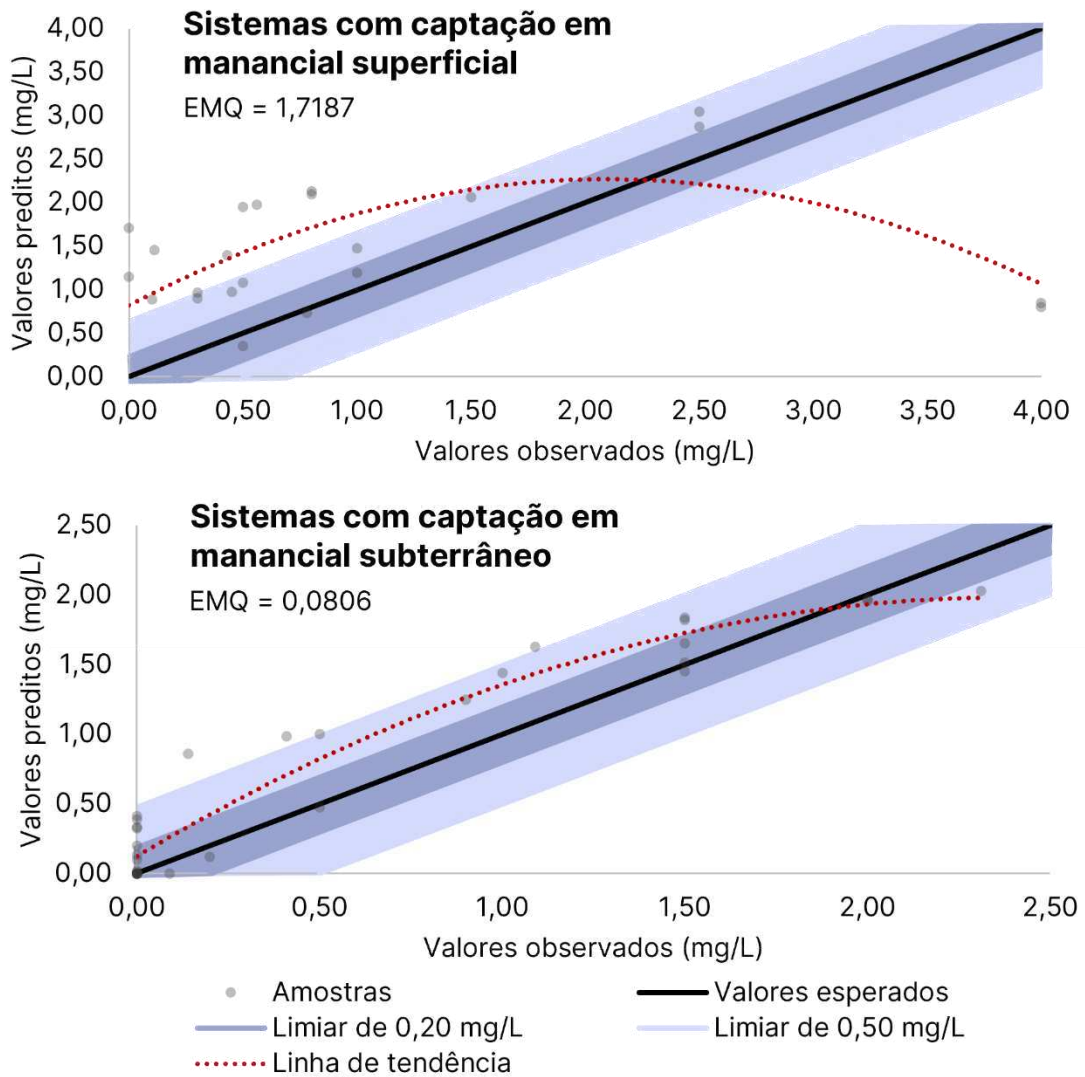 Sistemas com captação em
manancial superficial
EMQ = 1,7187
Valores preditos (mg/L)
4,00
3,50
3,00
2,50
2,00
1,50
1,00
0,50
0,00
0,00 0,50 1,00 1,50 2,00 2,50 3,00 3,50 4,00
Valores observados (mg/L)
Sistemas com captação em
manancial subterrâneo
EMQ = 0,0806
Valores preditos (mg/L)
2,50
2,00
1,50
1,00
0,50
0,00
0,00 0,50 1,00 1,50 2,00 2,50
Valores observados (mg/L)
Amostras Valores esperados
Limiar de 0,20 mg/L Limiar de 0,50 mg/L
Linha de tendência